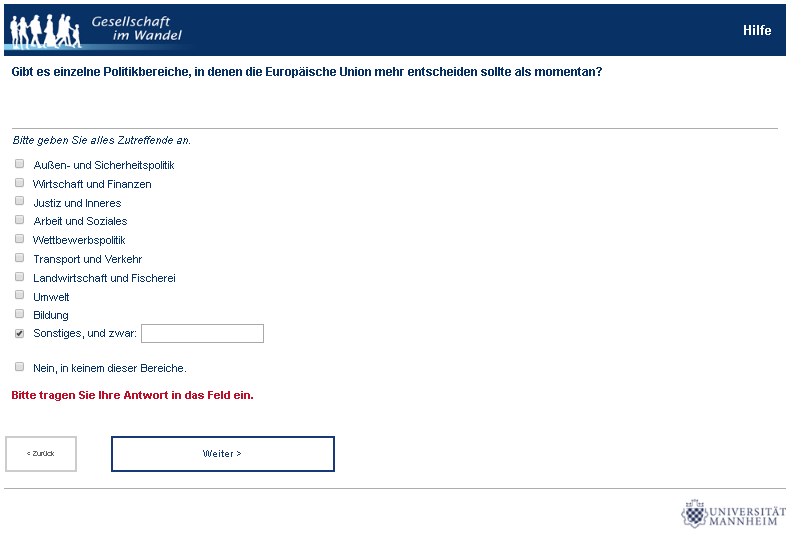 Gesellschaft
im Wandel
Hilfe
Gibt es einzelne Politikbereiche, in denen die Europäische Union mehr entscheiden sollte als momentan?
Bitte geben Sie alles Zutreffende an.
Außen- und Sicherheitspolitik
Wirtschaft und Finanzen
Justiz und Inneres
Arbeit und Soziales
Wettbewerbspolitik
Transport und Verkehr
Landwirtschaft und Fischerei
Umwelt
Bildung
Sonstiges, und zwar:
Nein, in keinem dieser Bereiche.
Bitte tragen Sie Ihre Antwort in das Feld ein.
< Zurück
Weiter >
UNIVERSITÄT
MANNHEIM